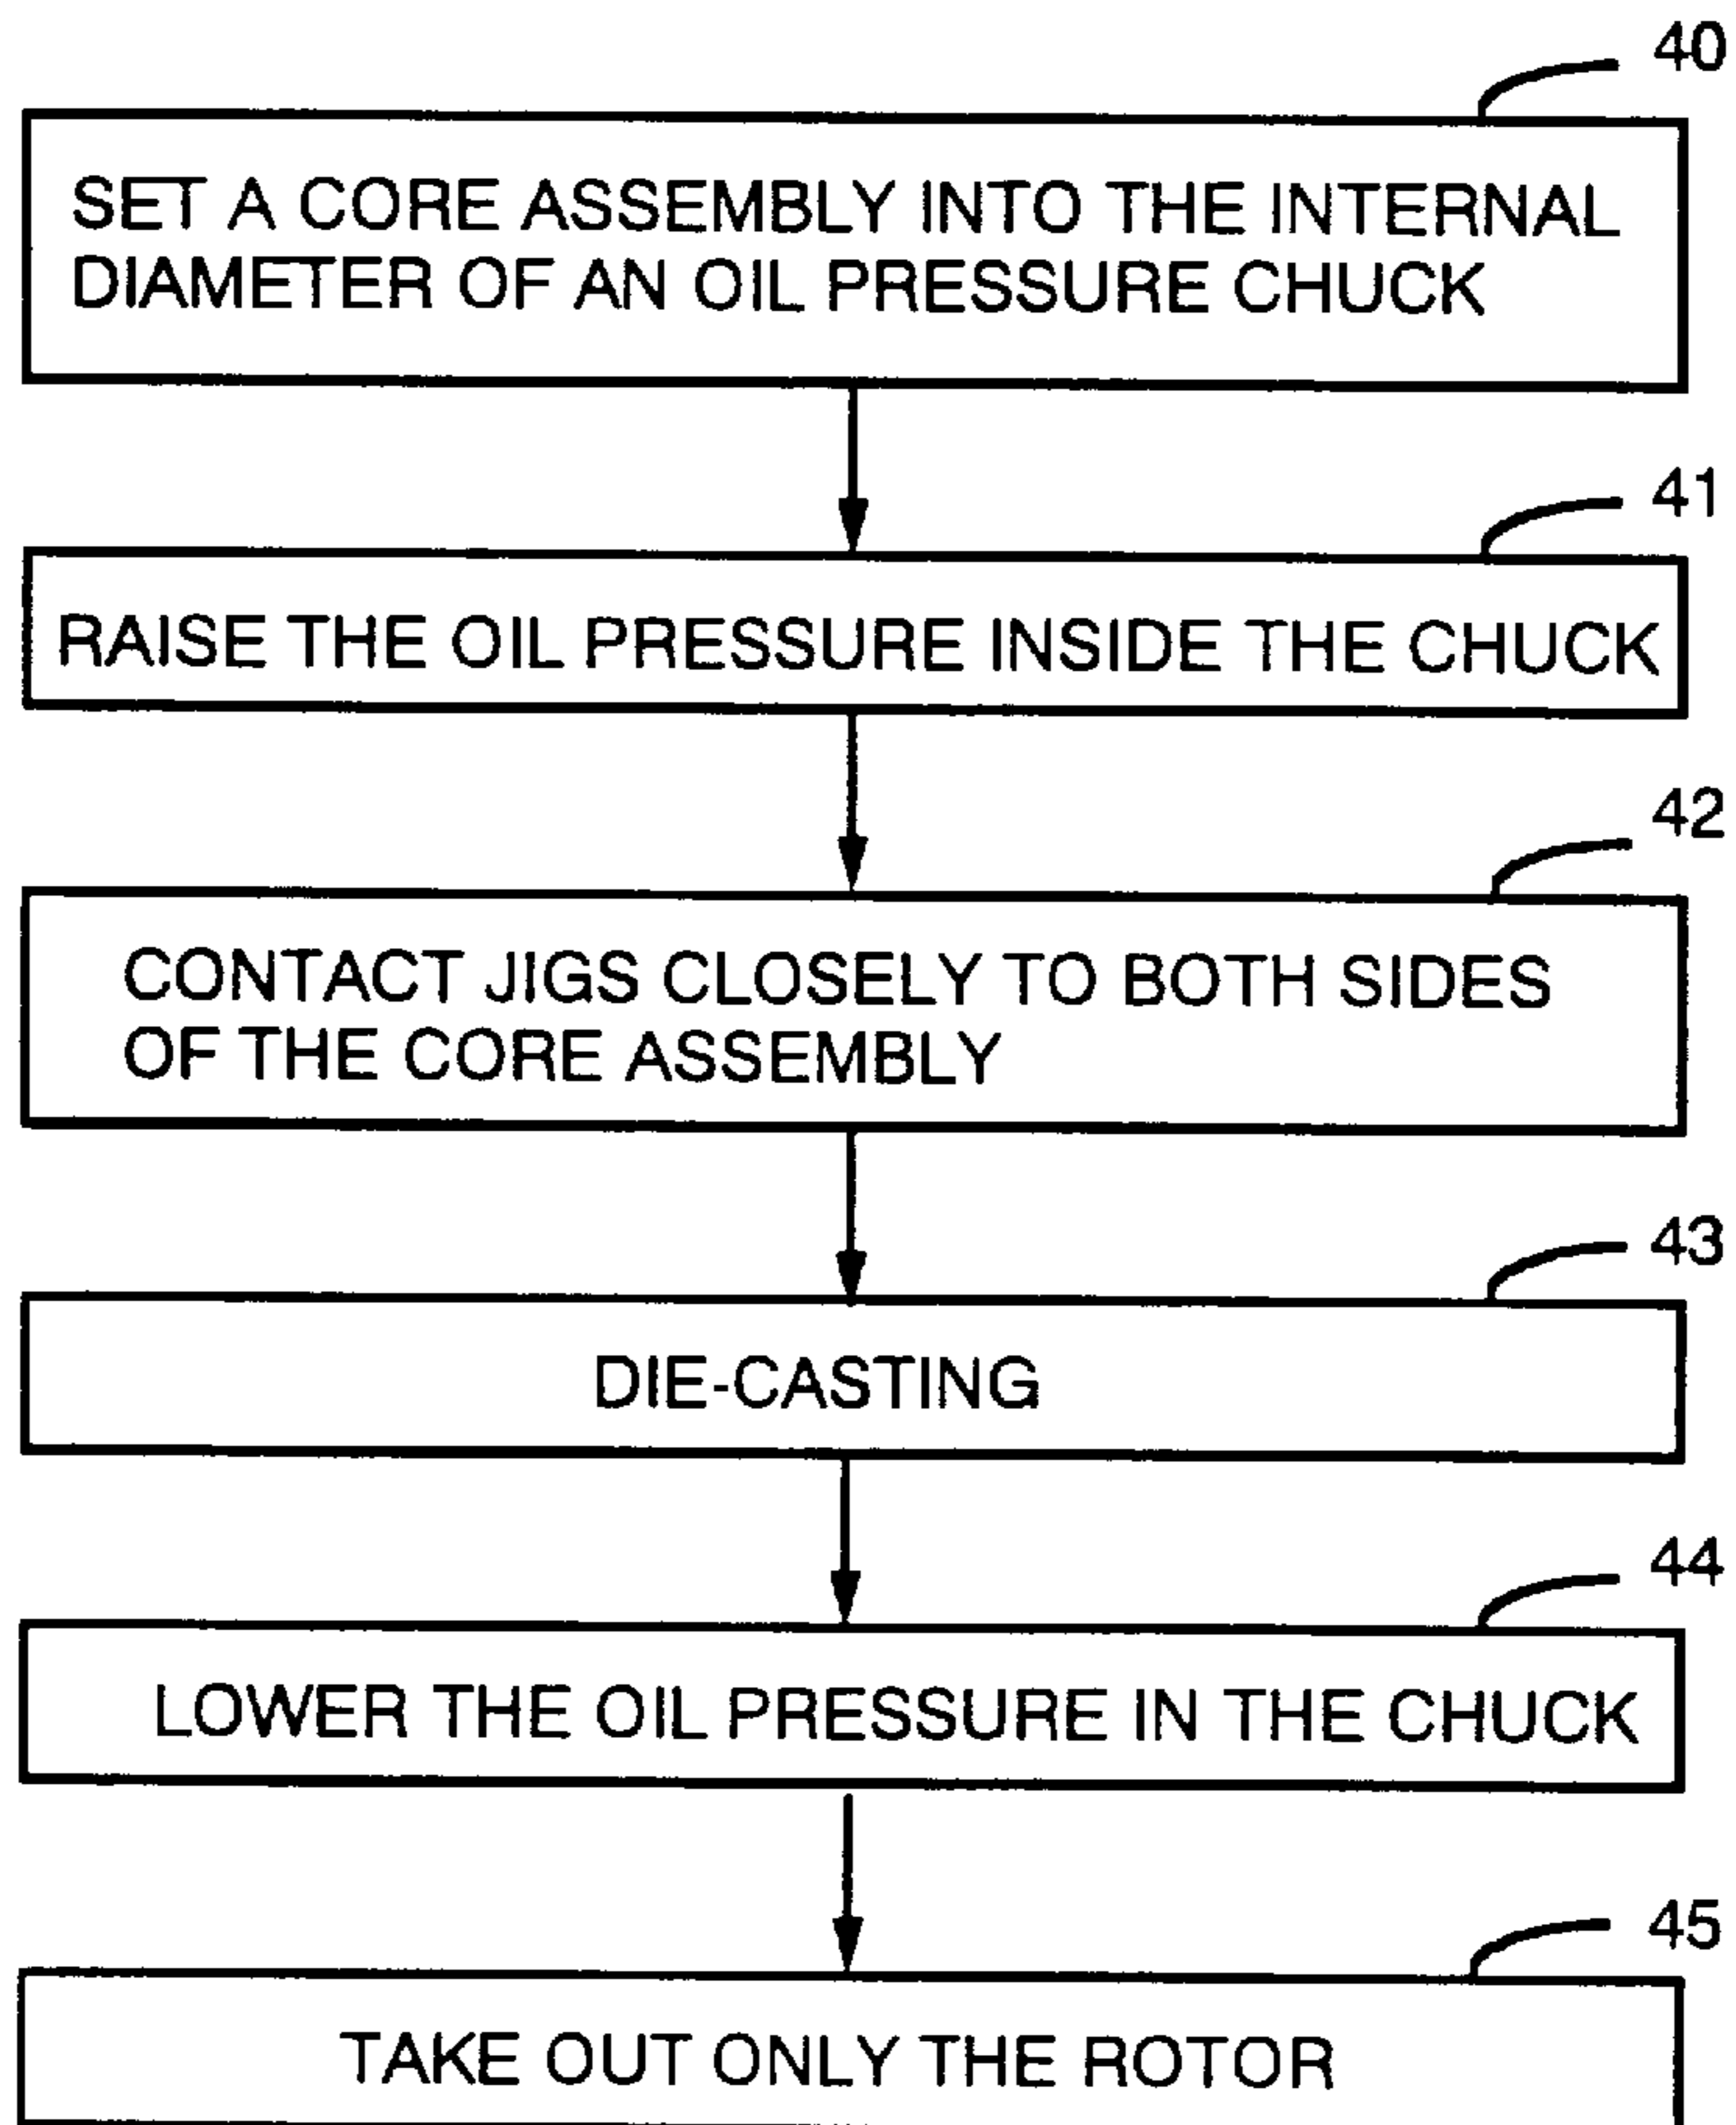 40
SET A CORE ASSEMBLY INTO THE INTERNAL
DIAMETER OF AN OIL PRESSURE CHUCK
41
RAISE THE OIL PRESSURE INSIDE THE CHUCK
42
CONTACT JIGS CLOSELY TO BOTH SIDES
OF THE CORE ASSEMBLY
43
DIE-CASTING
44
LOWER THE OIL PRESSURE IN THE CHUCK
45
TAKE OUT ONLY THE ROTOR